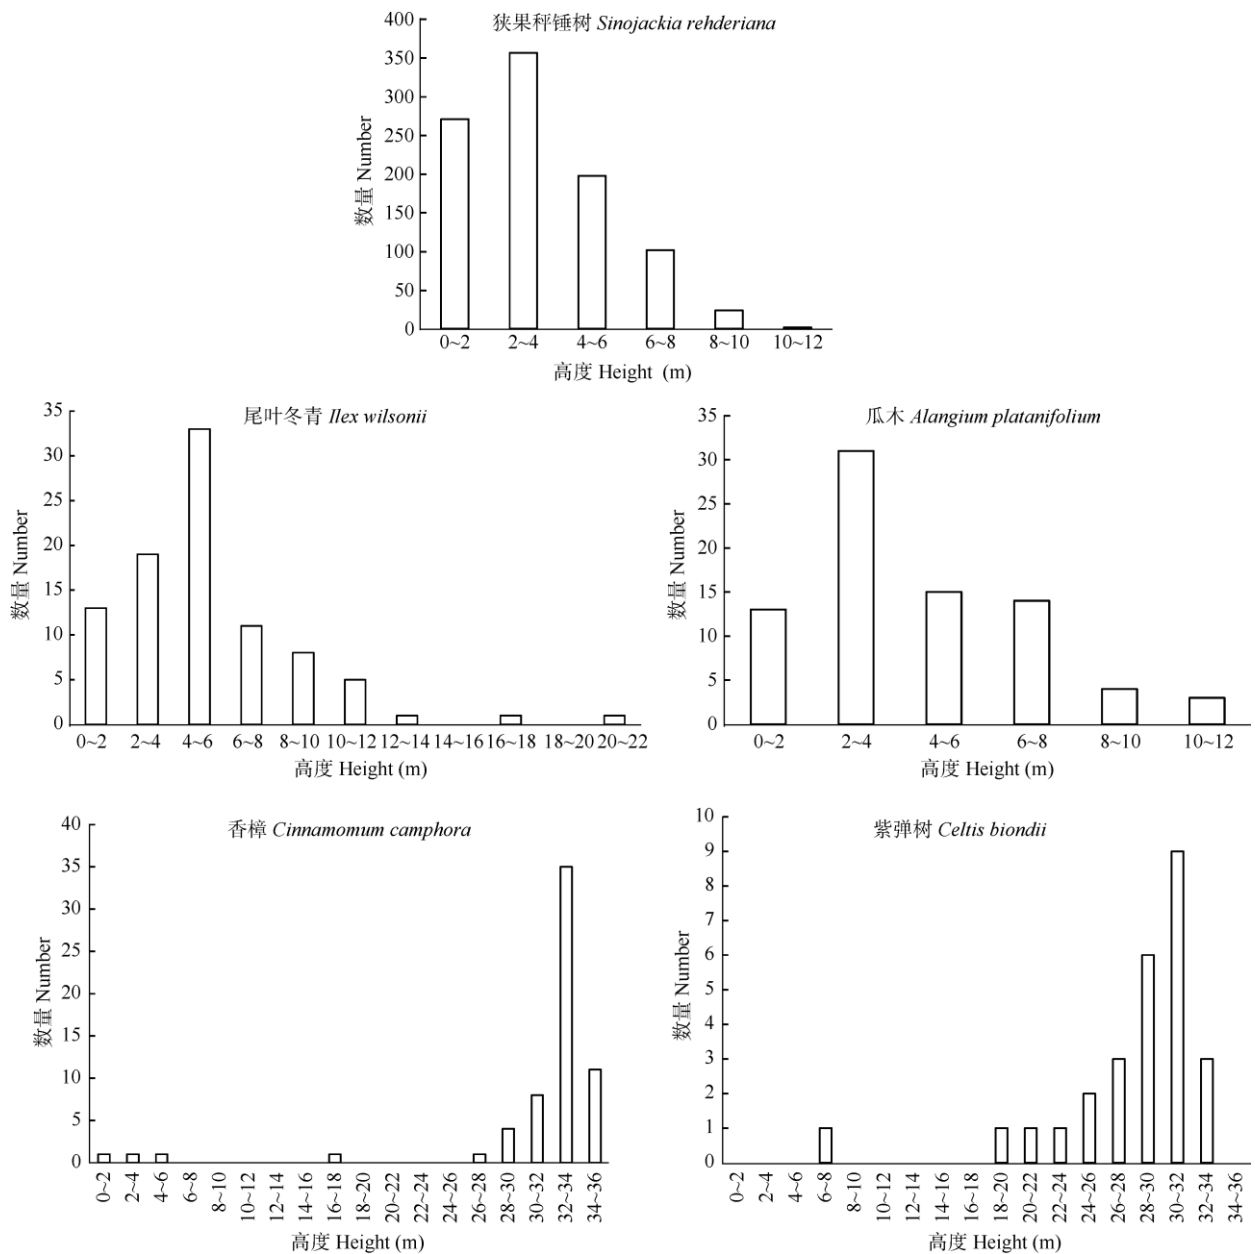 狭果秤锤树 Sinojackia rehderiana
数量 Number
400
350
300
250
200
150
100
50
0
0~2 2~4 4~6 6~8 8~10 10~12
高度 Height (m)
尾叶冬青 Ilex wilsonii
数量 Number
35
30
25
20
15
10
5
0
0~2 2~4 4~6 6~8 8~10 10~12 12~14 14~16 16~18 18~20 20~22
高度 Height (m)
瓜木 Alangium platanifolium
数量 Number
35
30
25
20
15
10
5
0
0~2 2~4 4~6 6~8 8~10 10~12
高度 Height (m)
香樟 Cinnamomum camphora
数量 Number
40
35
30
25
20
15
10
5
0
0~2 2~4 4~6 6~8 8~10 10~12 12~14 14~16 16~18 18~20 20~22 22~24 24~26 26~28 28~30 30~32 32~34 34~36
高度 Height (m)
紫弹树 Celtis biondii
数量 Number
10
9
8
7
6
5
4
3
2
1
0
0~2 2~4 4~6 6~8 8~10 10~12 12~14 14~16 16~18 18~20 20~22 22~24 24~26 26~28 28~30 30~32 32~34 34~36
高度 Height (m)